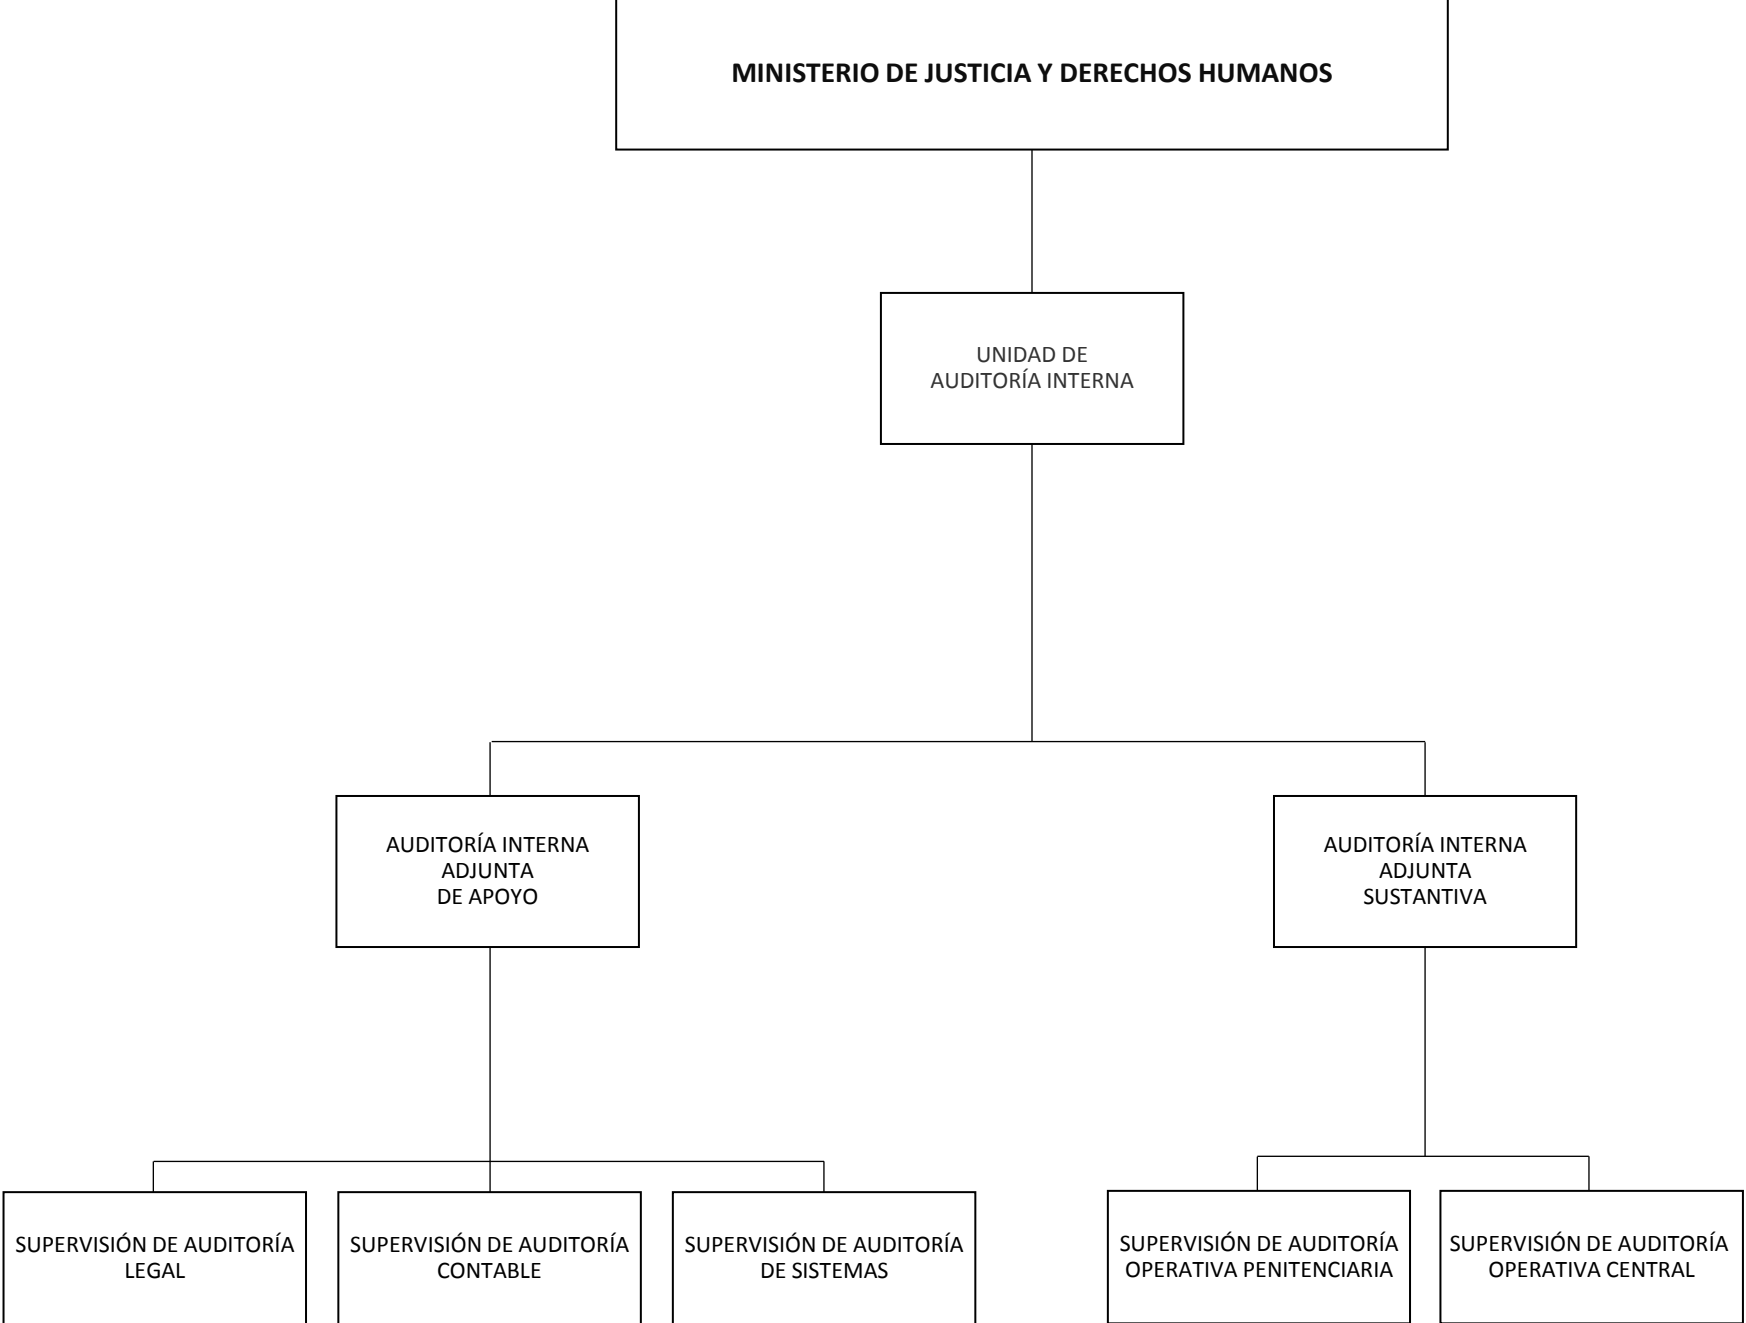 MINISTERIO DE JUSTICIA Y DERECHOS HUMANOS
UNIDAD DE
AUDITORÍA INTERNA
AUDITORÍA INTERNA
ADJUNTA
DE APOYO
AUDITORÍA INTERNA
ADJUNTA
SUSTANTIVA
SUPERVISIÓN DE AUDITORÍA
LEGAL
SUPERVISIÓN DE AUDITORÍA
CONTABLE
SUPERVISIÓN DE AUDITORÍA
DE SISTEMAS
SUPERVISIÓN DE AUDITORÍA
OPERATIVA PENITENCIARIA
SUPERVISIÓN DE AUDITORÍA
OPERATIVA CENTRAL